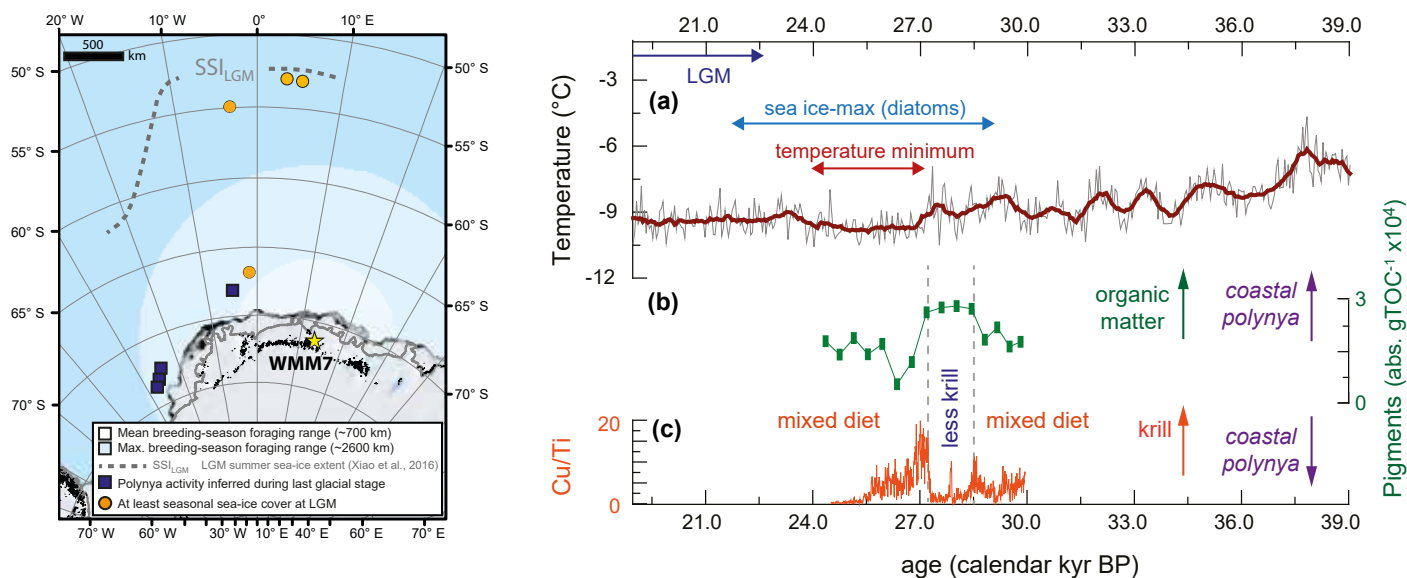 20° W 10° W 0° 10° E
500
km
50° S
55° S
60° S
65° S
70° S
50° S
55° S
60° S
65° S
70° S
SSI_LGM
WMM7
Mean breeding-season foraging range (~700 km)
Max. breeding-season foraging range (~2600 km)
SSI_LGM LGM summer sea-ice extent (Xiao et al., 2016)
Polynya activity inferred during last glacial stage
At least seasonal sea-ice cover at LGM
70° W 60° W 30° W 0° 10° E 40° E 60° E 70° E
21.0 24.0 27.0 30.0 33.0 36.0 39.0
LGM
(a)
sea ice-max (diatoms)
temperature minimum
Temperature (°C)
-3
-6
-9
-12
(b)
organic
matter
coastal
polynya
3
0
Pigments (abs. gTOC⁻¹ x10⁴)
mixed diet
less krill
mixed diet
(c)
krill
coastal
polynya
Cu/Ti
20
0
21.0 24.0 27.0 30.0 33.0 36.0 39.0
age (calendar kyr BP)